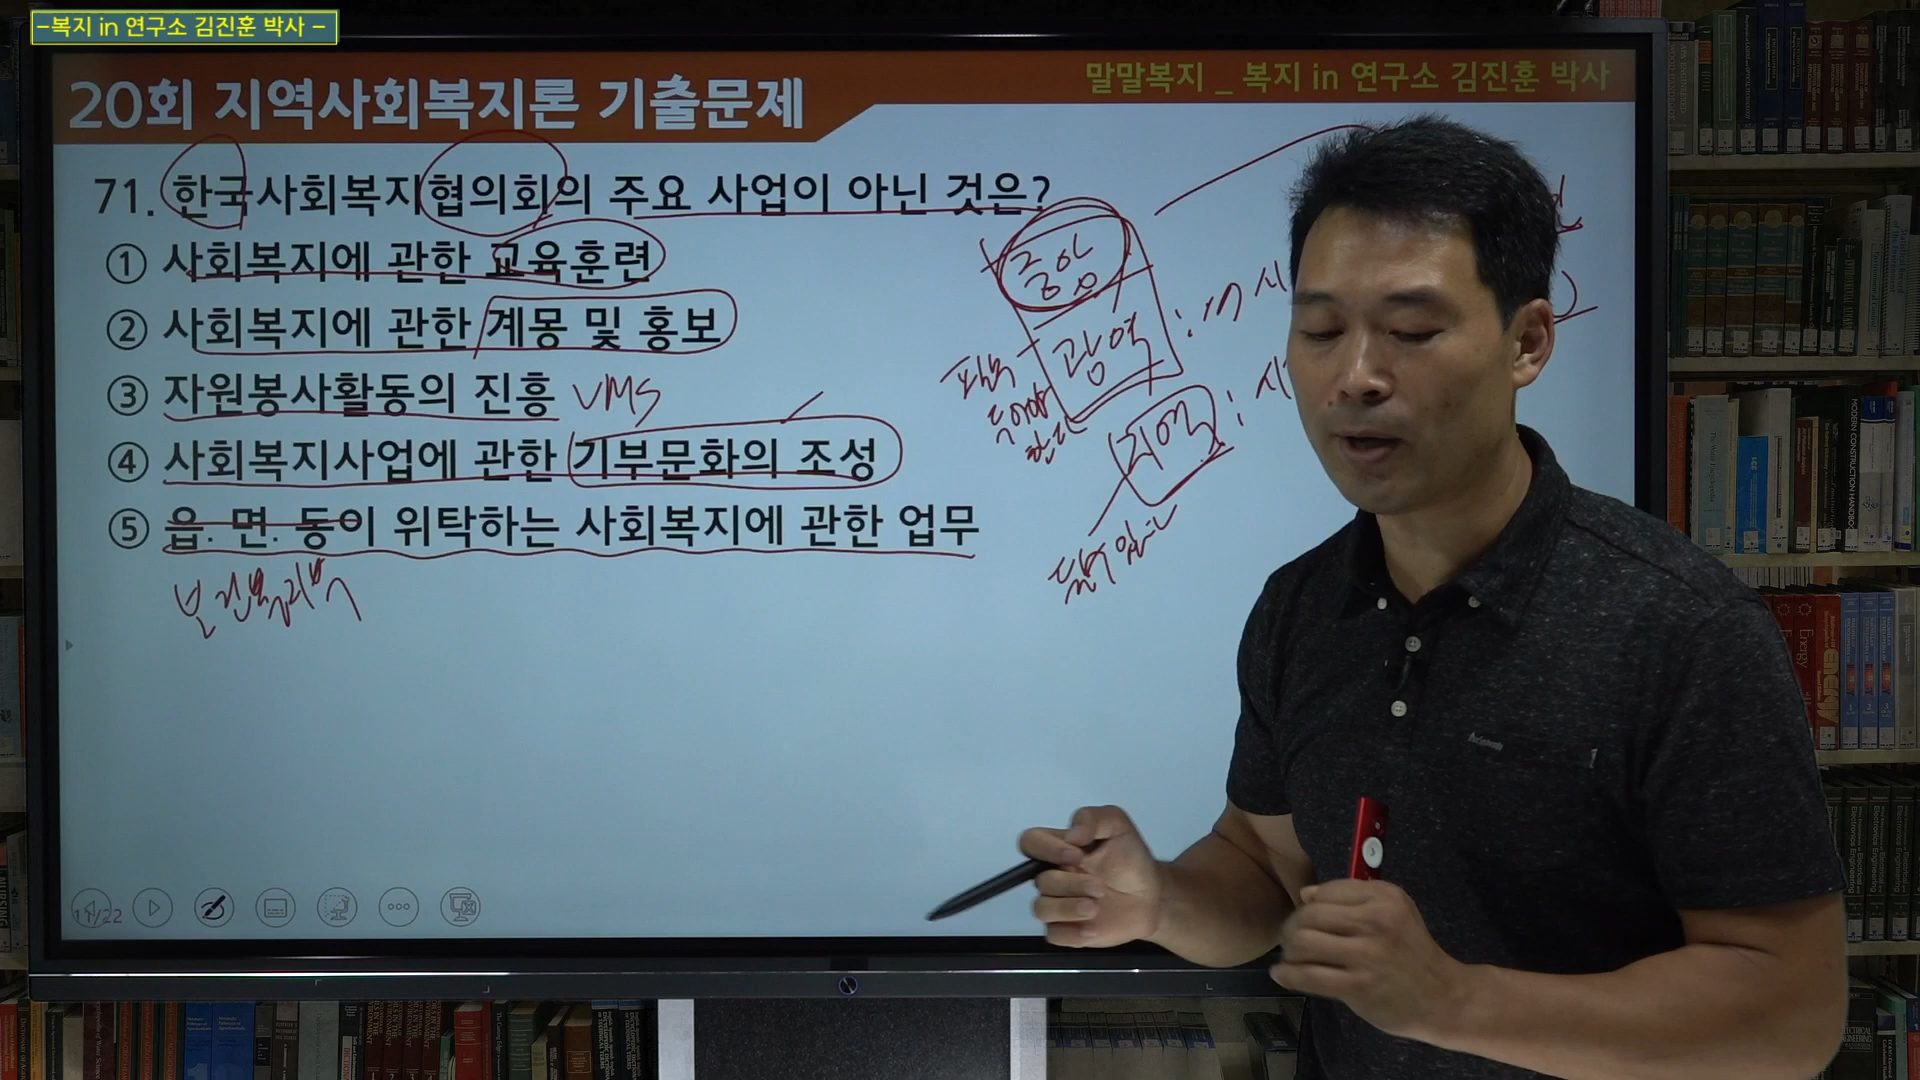 -복지 in 연구소 김진훈 박사 -
20회 지역사회복지론 기출문제
말말복지 _ 복지 in 연구소 김진훈 박사
71. 한국사회복지협의회의 주요 사업이 아닌 것은?
① 사회복지에 관한 교육훈련
② 사회복지에 관한 계몽 및 홍보
③ 자원봉사활동의 진흥 VMS
④ 사회복지사업에 관한 기부문화의 조성
⑤ 읍. 면. 동이 위탁하는 사회복지에 관한 업무
보건복지부
중앙
광역
지역
11/22